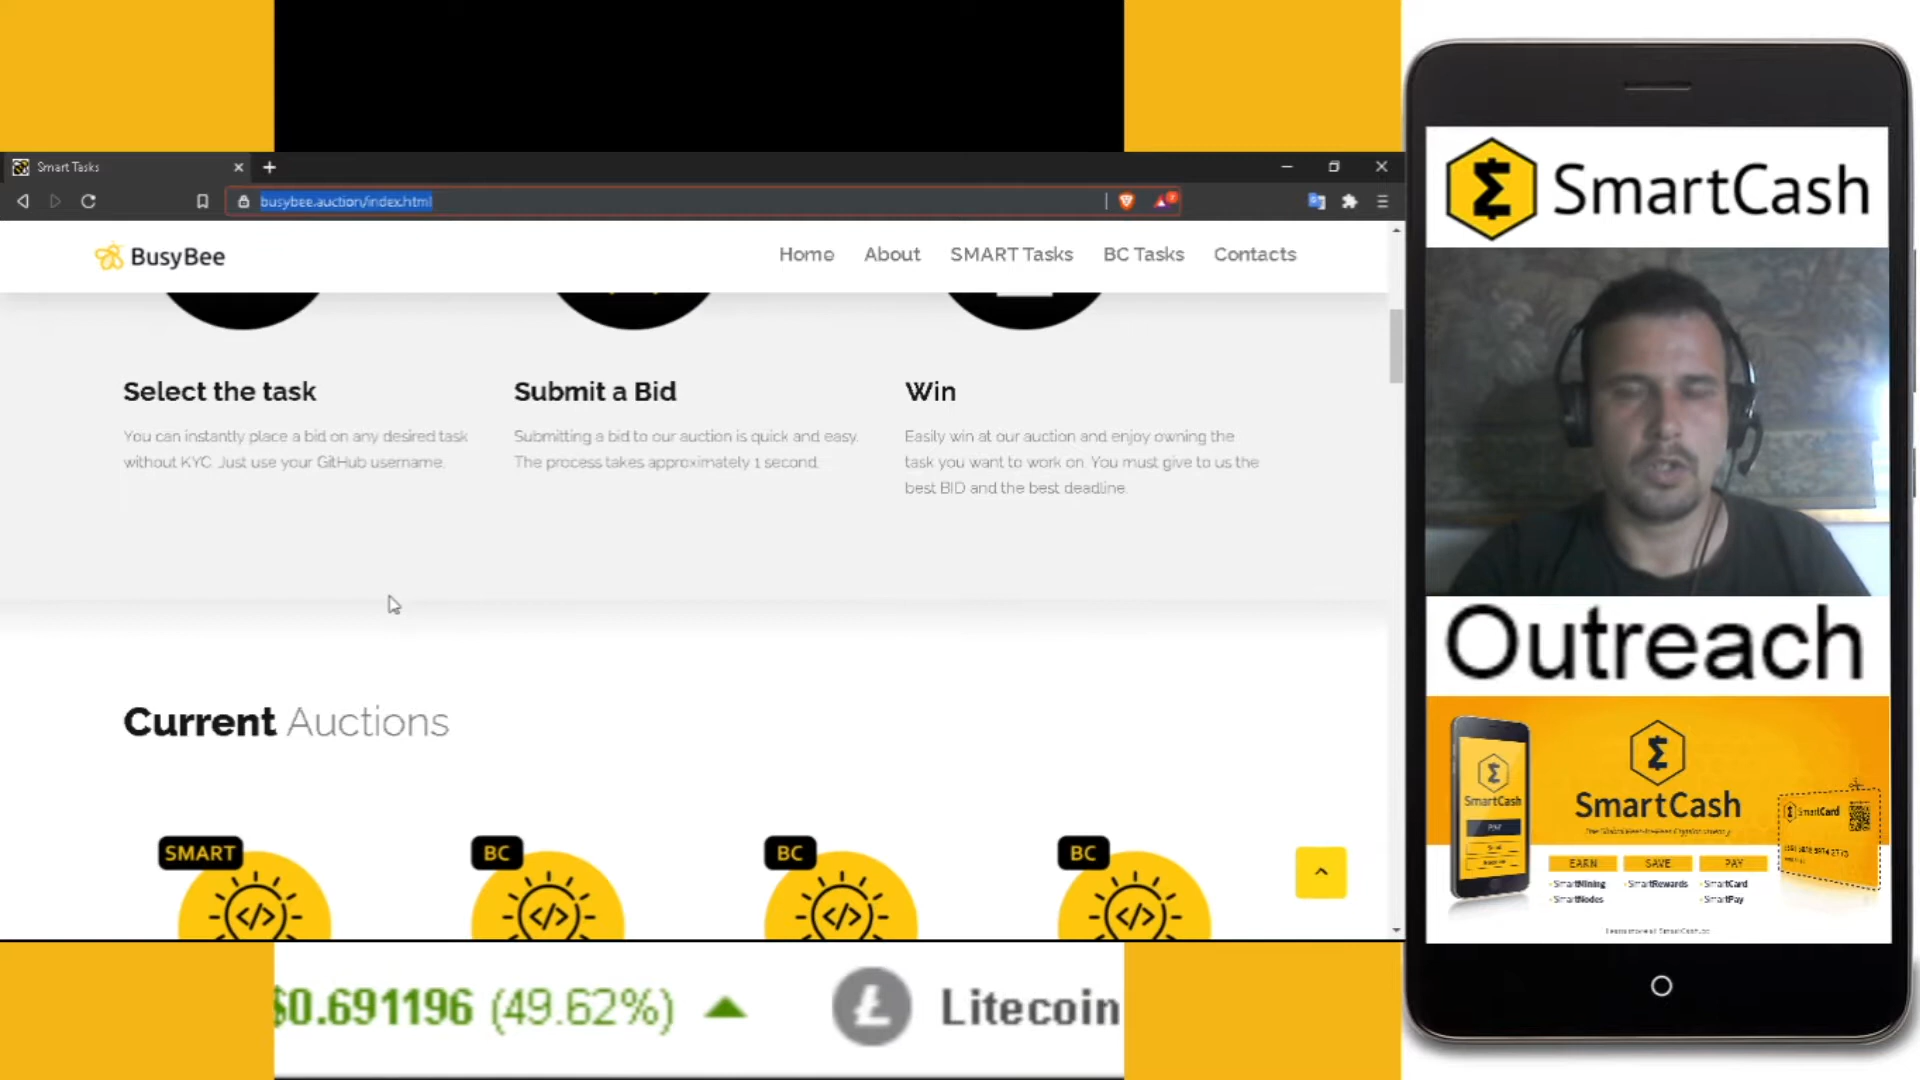 Smart Tasks
busybee.auction/index.html
BusyBee
Home About SMART Tasks BC Tasks Contacts
Select the task
You can instantly place a bid on any desired task
without KYC. Just use your GitHub username.
Submit a Bid
Submitting a bid to our auction is quick and easy.
The process takes approximately 1 second.
Win
Easily win at our auction and enjoy owning the
task you want to work on. You must give to us the
best BID and the best deadline.
Current Auctions
SMART
BC
BC
BC
$0.691196 (49.62%)
Litecoin
SmartCash
Outreach
SmartCash
SmartCash
EARN SAVE PAY
SmartMining
SmartNodes
SmartRewards
SmartCard
SmartPay
SmartCard